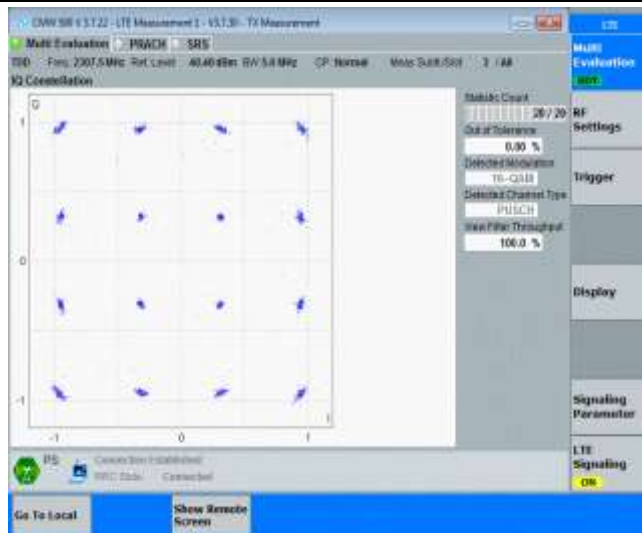 CMW 500 V 3.7.22 - LTE Measurement 1 - V3.7.30 - TX Measurement
Multi Evaluation PRACH SRS
TDD Freq: 2307.5 MHz Ref. Level: 40.40 dBm BW: 5.0 MHz CP: Normal Meas Subfr./Slot: 3 / All
IQ Constellation
Q
1
0
-1
-1 0 1
I
Statistic Count
20 / 20
Out of Tolerance
0.00 %
Detected Modulation
16-QAM
Detected Channel Type
PUSCH
View Filter Throughput
100.0 %
PS
Connection Established
RRC State: Connected
LTE
Multi
Evaluation
RDY
RF
Settings
Trigger
Display
Signaling
Parameter
LTE
Signaling
ON
Go To Local
Show Remote
Screen